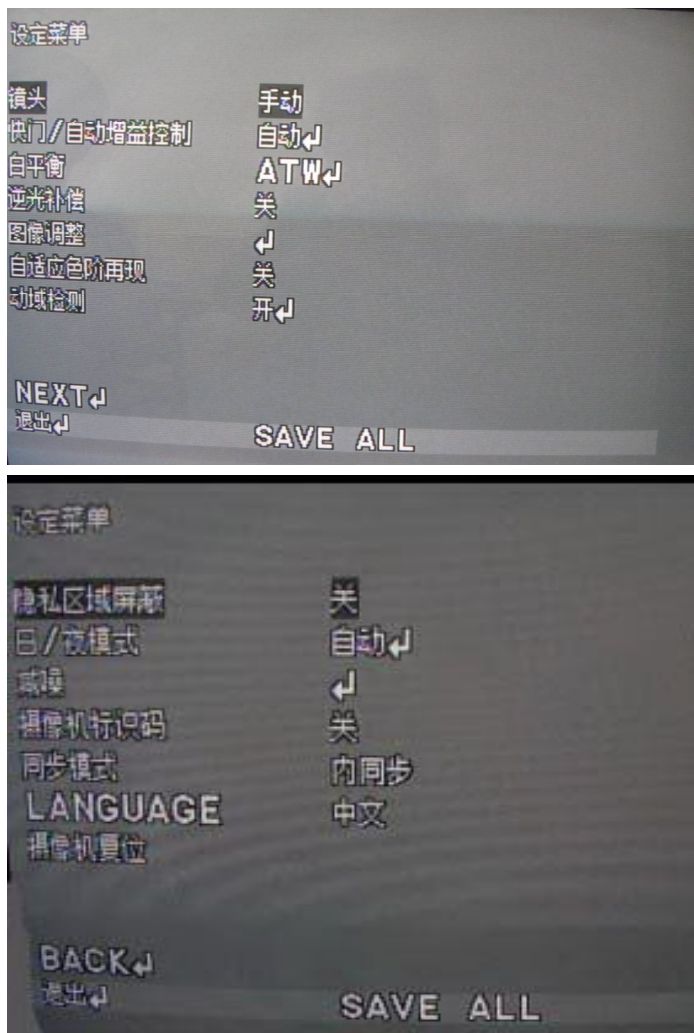 设定菜单
镜头 手动
快门/自动增益控制 自动↲
白平衡 ATW↲
逆光补偿 关
图像调整 ↲
自适应色阶再现 关
动域检测 开↲
NEXT↲
退出↲ SAVE ALL
设定菜单
隐私区域屏蔽 关
日/夜模式 自动↲
减噪 ↲
摄像机标识码 关
同步模式 内同步
LANGUAGE 中文
摄像机复位
BACK↲
退出↲ SAVE ALL